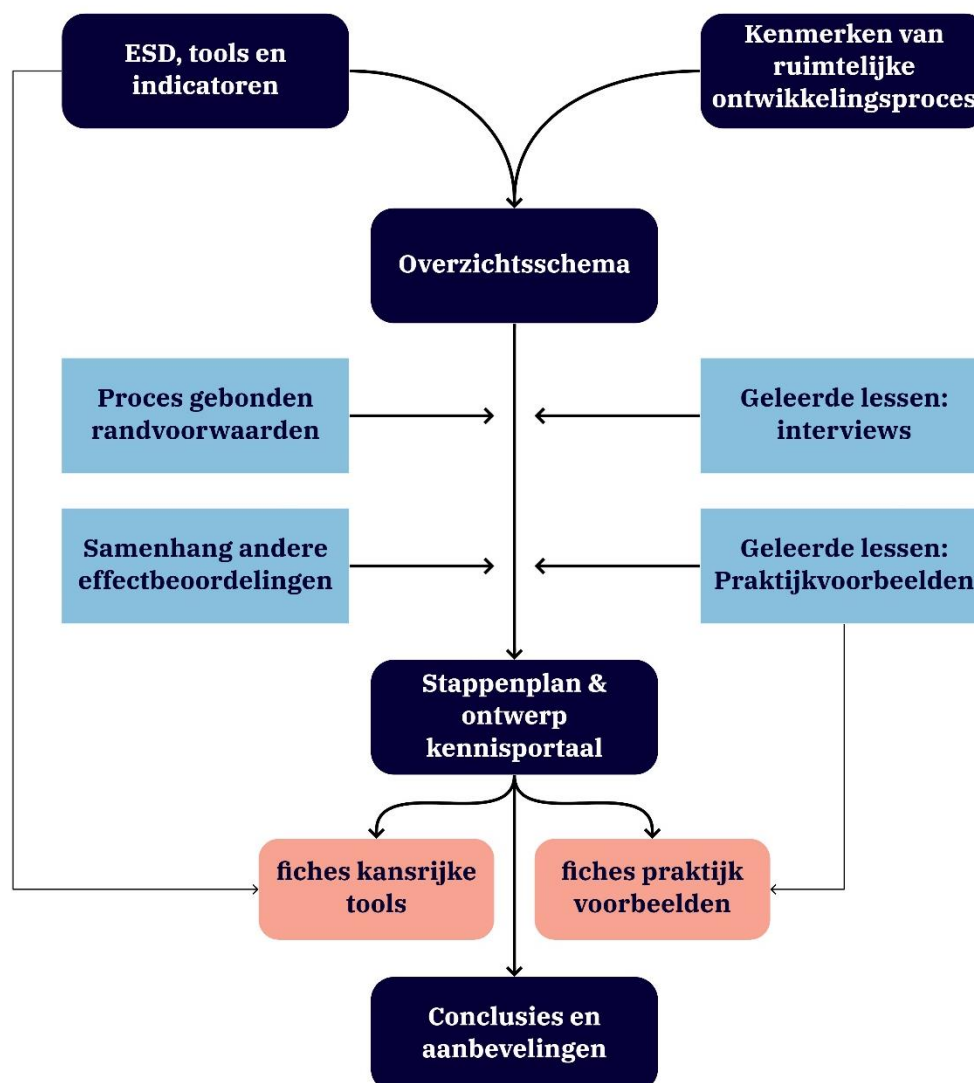 ESD, tools en
indicatoren
Kenmerken van
ruimtelijke
ontwikkelingsproces
Overzichtsschema
Proces gebonden
randvoorwaarden
Geleerde lessen:
interviews
Samenhang andere
effectbeoordelingen
Geleerde lessen:
Praktijkvoorbeelden
Stappenplan &
ontwerp
kennisportaal
fiches kansrijke
tools
fiches praktijk
voorbeelden
Conclusies en
aanbevelingen